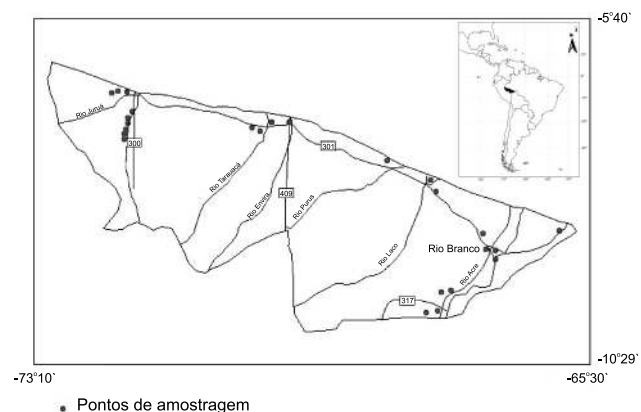 -5°40`
Rio Juruá
300
Rio Tarauacá
Rio Envira
409
301
Rio Purus
Rio Laco
Rio Branco
Rio Acre
317
-10°29`
-73°10`
-65°30`
Pontos de amostragem